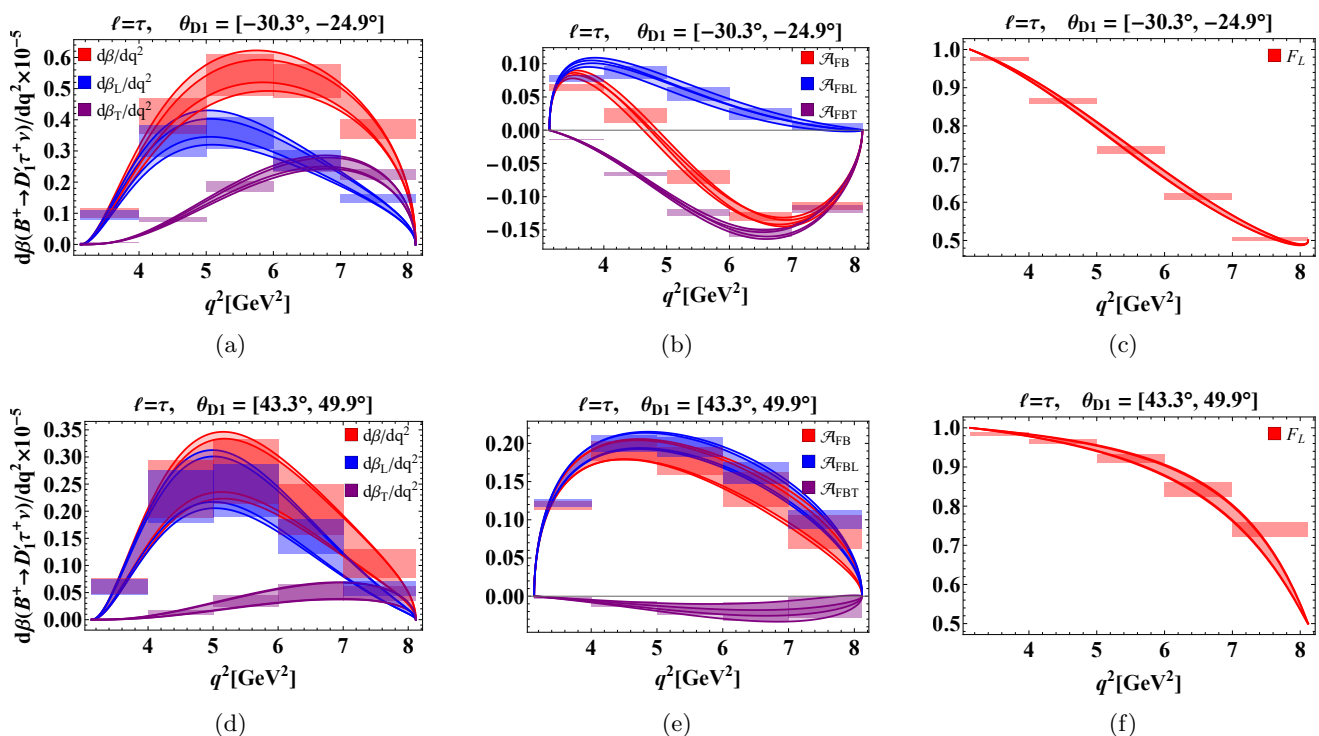 ℓ=τ, θD1 = [-30.3°, -24.9°]
dβ(B⁺→D′₁τ⁺ν)/dq²×10⁻⁵
0.6
0.5
0.4
0.3
0.2
0.1
0.0
dβ/dq²
dβL/dq²
dβT/dq²
4 5 6 7 8
q²[GeV²]
(a)
ℓ=τ, θD1 = [-30.3°, -24.9°]
0.10
0.05
0.00
-0.05
-0.10
-0.15
𝒜FB
𝒜FBL
𝒜FBT
4 5 6 7 8
q²[GeV²]
(b)
ℓ=τ, θD1 = [-30.3°, -24.9°]
1.0
0.9
0.8
0.7
0.6
0.5
FL
4 5 6 7 8
q²[GeV²]
(c)
ℓ=τ, θD1 = [43.3°, 49.9°]
dβ(B⁺→D′₁τ⁺ν)/dq²×10⁻⁵
0.35
0.30
0.25
0.20
0.15
0.10
0.05
0.00
dβ/dq²
dβL/dq²
dβT/dq²
4 5 6 7 8
q²[GeV²]
(d)
ℓ=τ, θD1 = [43.3°, 49.9°]
0.20
0.15
0.10
0.05
0.00
𝒜FB
𝒜FBL
𝒜FBT
4 5 6 7 8
q²[GeV²]
(e)
ℓ=τ, θD1 = [43.3°, 49.9°]
1.0
0.9
0.8
0.7
0.6
0.5
FL
4 5 6 7 8
q²[GeV²]
(f)